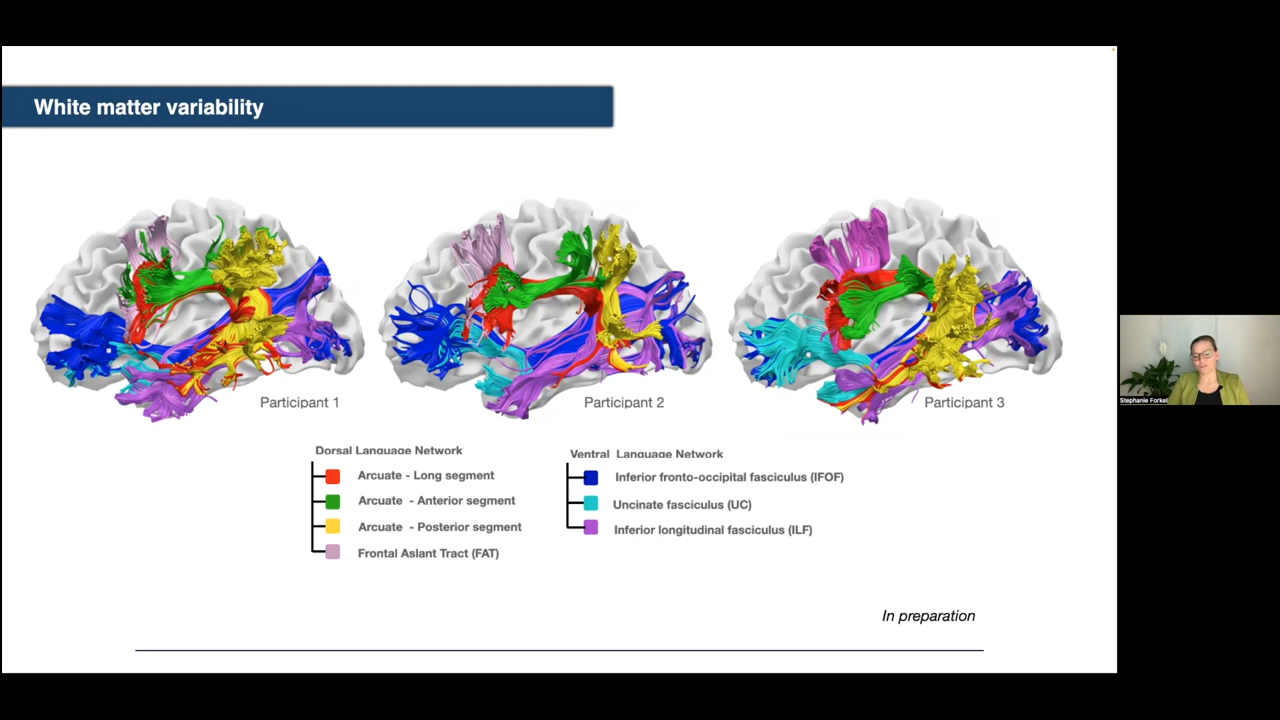 White matter variability
Participant 1
Participant 2
Participant 3
Dorsal Language Network
Arcuate - Long segment
Arcuate - Anterior segment
Arcuate - Posterior segment
Frontal Aslant Tract (FAT)
Ventral Language Network
Inferior fronto-occipital fasciculus (IFOF)
Uncinate fasciculus (UC)
Inferior longitudinal fasciculus (ILF)
In preparation
Stephanie Forkel